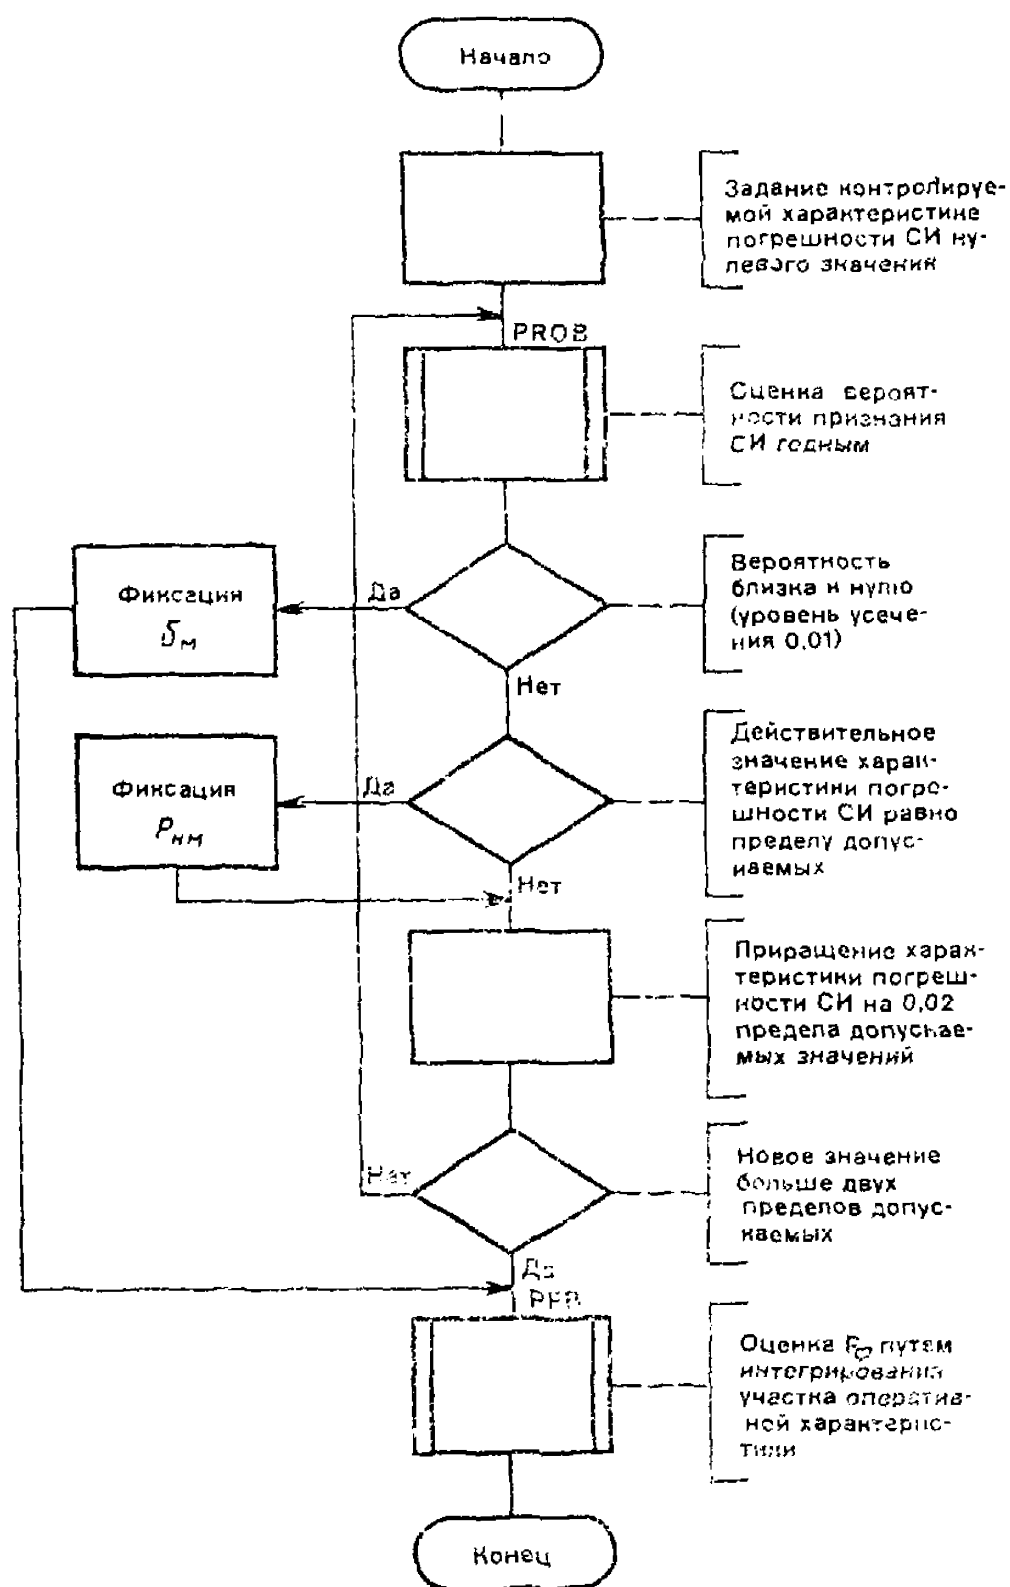 Начало
Задание контролируе-
мой характеристике
погрешности СИ ну-
левого значения
PROB
Оценка вероят-
ности признания
СИ годным
Вероятность
близка к нулю
(уровень усече-
ния 0,01)
Да
Фиксация
δм
Нет
Действительное
значение харак-
теристики погре-
шности СИ равно
пределу допус-
каемых
Да
Фиксация
Pнм
Нет
Приращение харак-
теристики погреш-
ности СИ на 0,02
предела допускае-
мых значений
Новое значение
больше двух
пределов допус-
каемых
Нет
Да
Оценка путем
интегрирования
участка оператив-
ной характерис-
тики
Конец